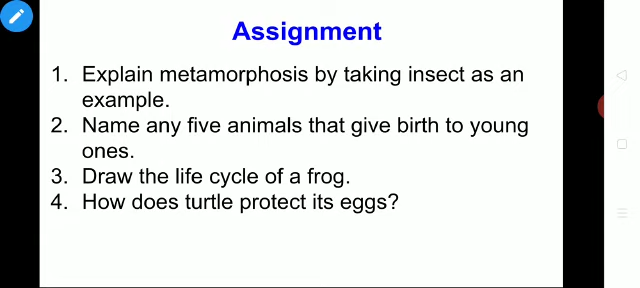 Assignment
1. Explain metamorphosis by taking insect as an
example.
2. Name any five animals that give birth to young
ones.
3. Draw the life cycle of a frog.
4. How does turtle protect its eggs?